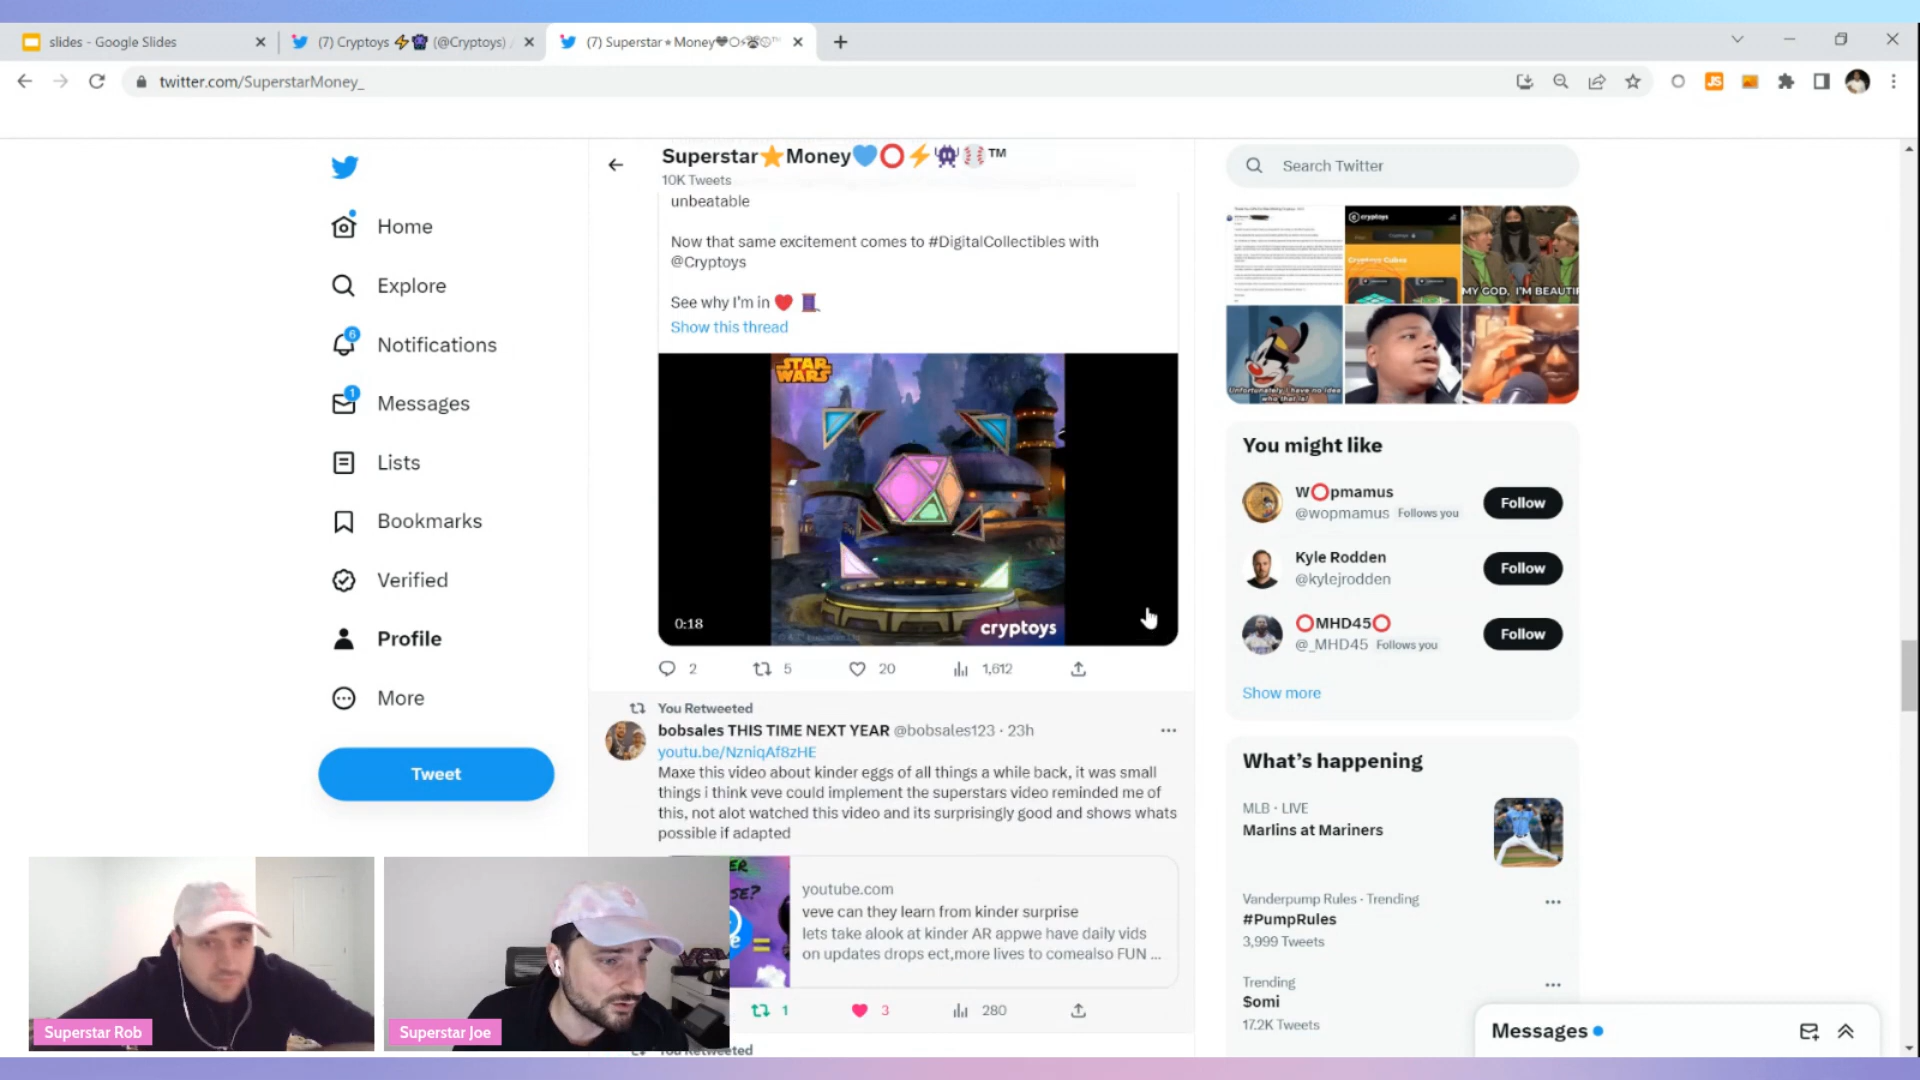 slides - Google Slides
(7) Cryptoys ⚡👾 (@Cryptoys)
(7) Superstar⭐Money
twitter.com/SuperstarMoney_
Superstar⭐Money💙⭕⚡👾⚾™
10K Tweets
Home
Explore
6
Notifications
1
Messages
Lists
Bookmarks
Verified
Profile
More
Tweet
unbeatable
Now that same excitement comes to #DigitalCollectibles with
@Cryptoys
See why I'm in ❤️ 🧵
Show this thread
STAR
WARS
0:18
cryptoys
2 5 20 1,612
You Retweeted
bobsales THIS TIME NEXT YEAR @bobsales123 · 23h
youtu.be/NzniqAf8zHE
Maxe this video about kinder eggs of all things a while back, it was small
things i think veve could implement the superstars video reminded me of
this, not alot watched this video and its surprisingly good and shows whats
possible if adapted
youtube.com
veve can they learn from kinder surprise
lets take alook at kinder AR appwe have daily vids
on updates drops ect,more lives to comealso FUN ...
1 3 280
You Retweeted
Search Twitter
cryptoys
Cryptoys Cubes
MY GOD, I'M BEAUTIF
Unfortunately I have no idea
who that is!
You might like
W⭕pmamus
@wopmamus Follows you
Follow
Kyle Rodden
@kylejrodden
Follow
⭕MHD45⭕
@_MHD45 Follows you
Follow
Show more
What's happening
MLB · LIVE
Marlins at Mariners
Vanderpump Rules · Trending
#PumpRules
3,999 Tweets
Trending
$omi
17.2K Tweets
Messages
Superstar Rob
Superstar Joe